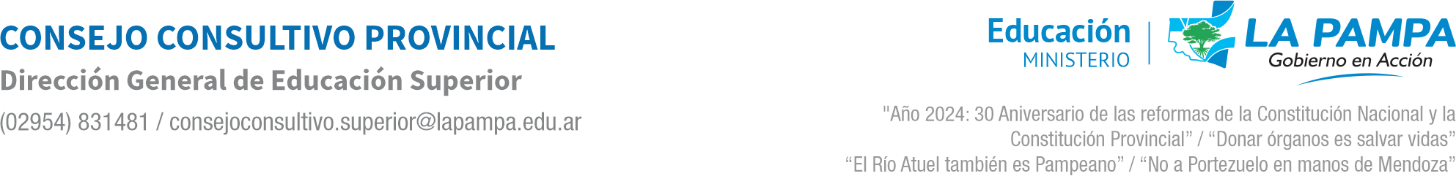 CONSEJO CONSULTIVO PROVINCIAL
Dirección General de Educación Superior
(02954) 831481 / consejoconsultivo.superior@lapampa.edu.ar
Educación
MINISTERIO
LA PAMPA
Gobierno en Acción
"Año 2024: 30 Aniversario de las reformas de la Constitución Nacional y la
Constitución Provincial” / “Donar órganos es salvar vidas”
“El Río Atuel también es Pampeano” / “No a Portezuelo en manos de Mendoza”